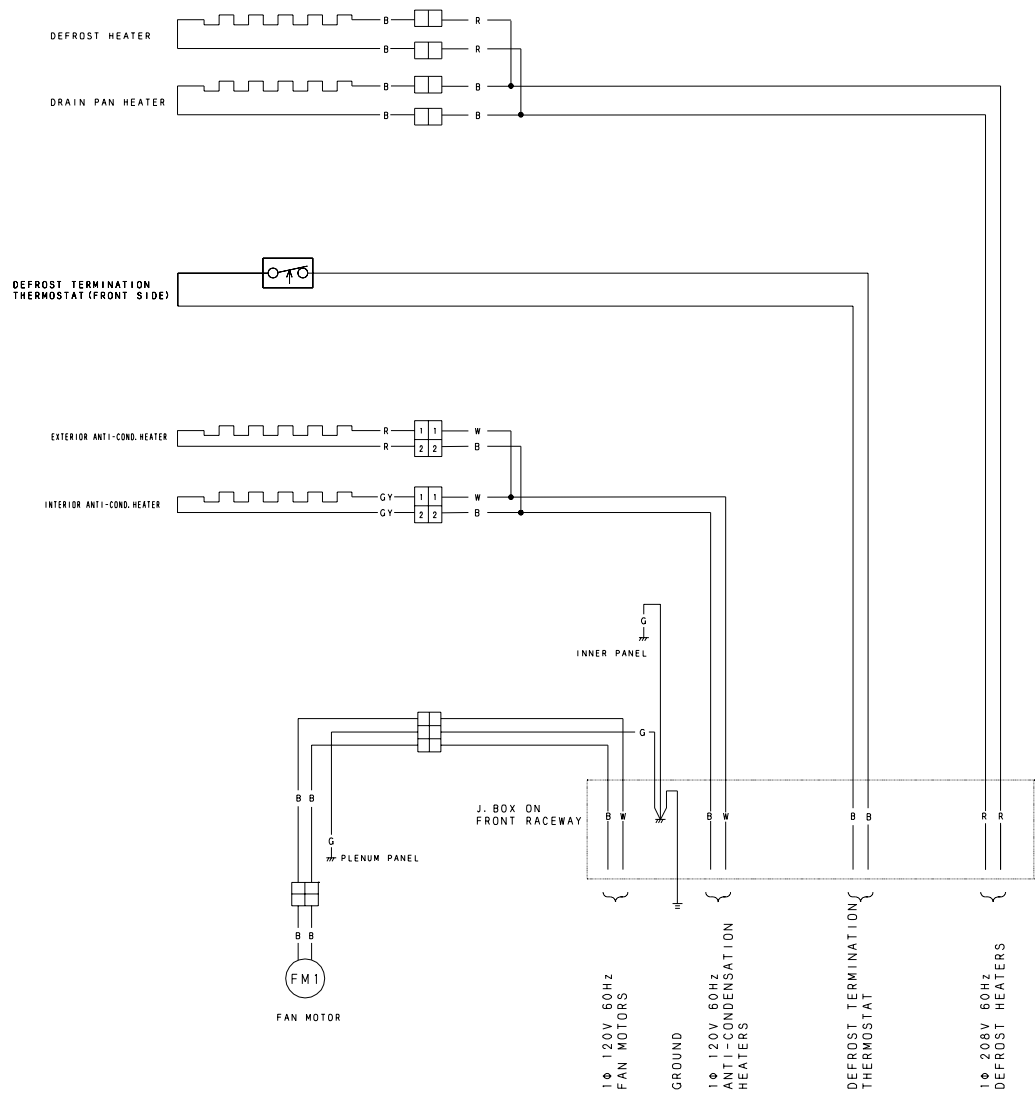 B R
DEFROST HEATER
B R
B B
DRAIN PAN HEATER
B B
DEFROST TERMINATION
THERMOSTAT(FRONT SIDE)
R 1 1 W
EXTERIOR ANTI-COND. HEATER
R 2 2 B
GY 1 1 W
INTERIOR ANTI-COND. HEATER
GY 2 2 B
G
INNER PANEL
G
B B
J. BOX ON
FRONT RACEWAY
B W B W B B R R
G
PLENUM PANEL
B B
FM1
FAN MOTOR
1Φ 120V 60Hz
FAN MOTORS
GROUND
1Φ 120V 60Hz
ANTI-CONDENSATION
HEATERS
DEFROST TERMINATION
THERMOSTAT
1Φ 208V 60Hz
DEFROST HEATERS